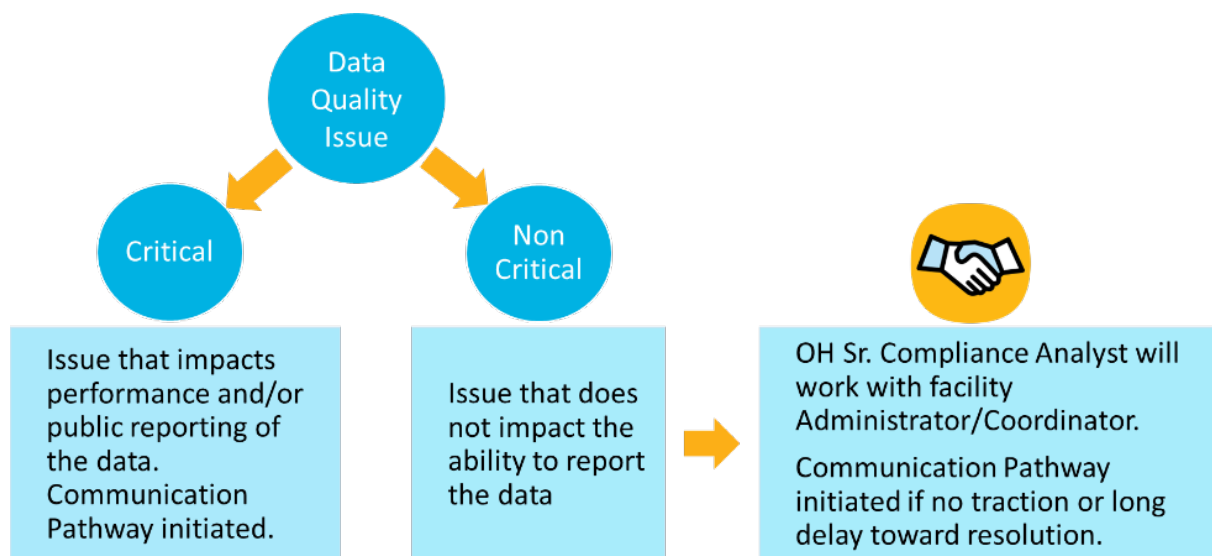 Data
Quality
Issue
Critical
Non
Critical
Issue that impacts
performance and/or
public reporting of
the data.
Communication
Pathway initiated.
Issue that does
not impact the
ability to report
the data
OH Sr. Compliance Analyst will
work with facility
Administrator/Coordinator.
Communication Pathway
initiated if no traction or long
delay toward resolution.